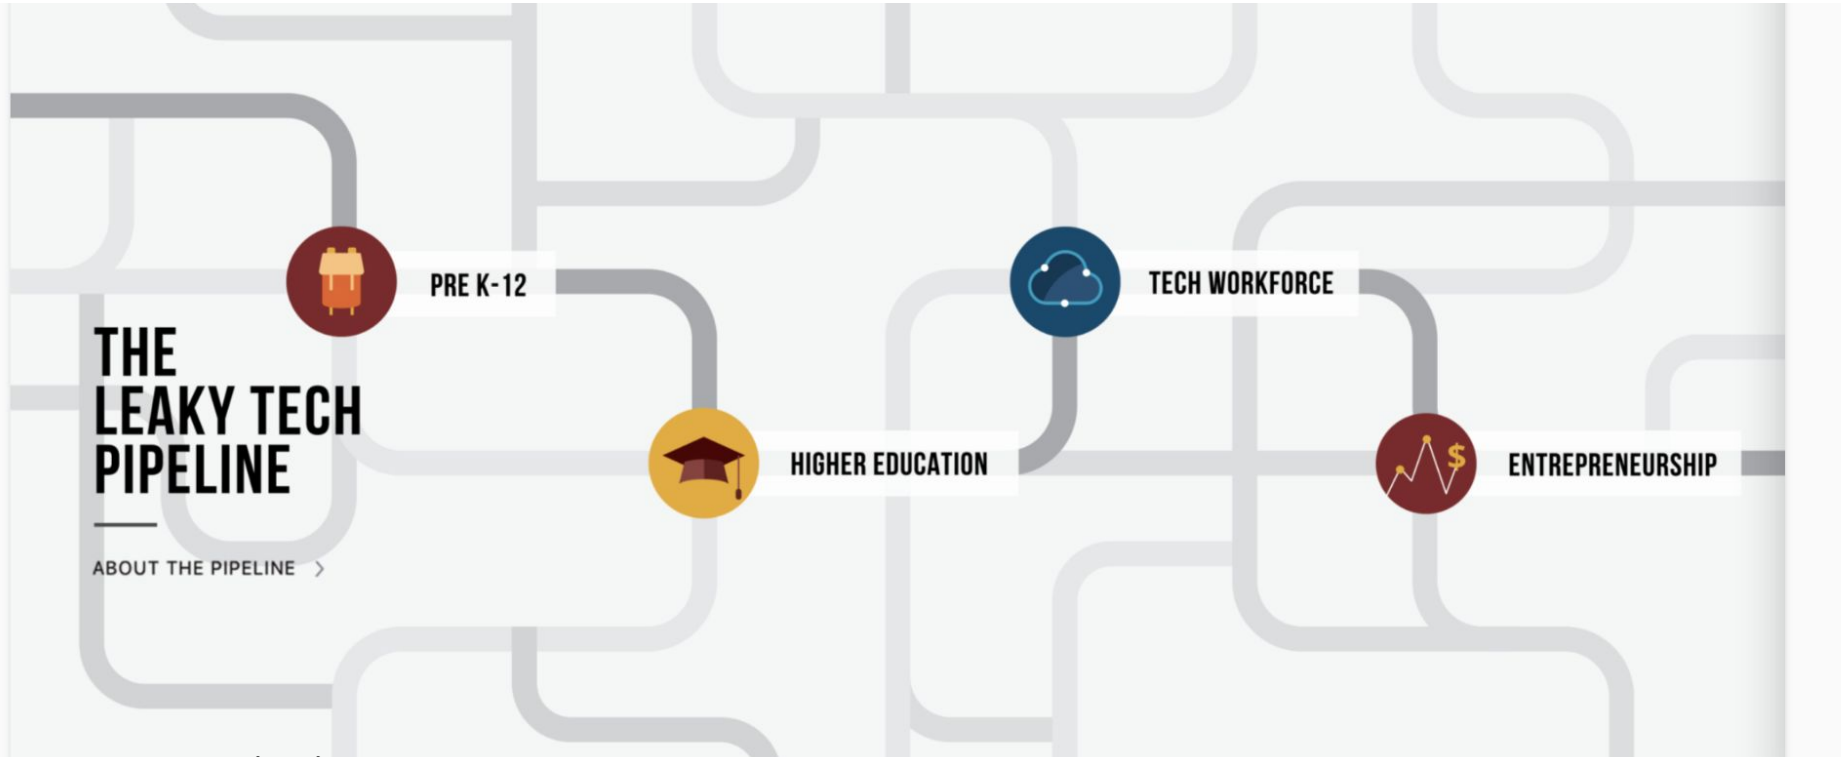 PRE K-12
TECH WORKFORCE
THE
LEAKY TECH
PIPELINE
HIGHER EDUCATION
$
ENTREPRENEURSHIP
ABOUT THE PIPELINE >